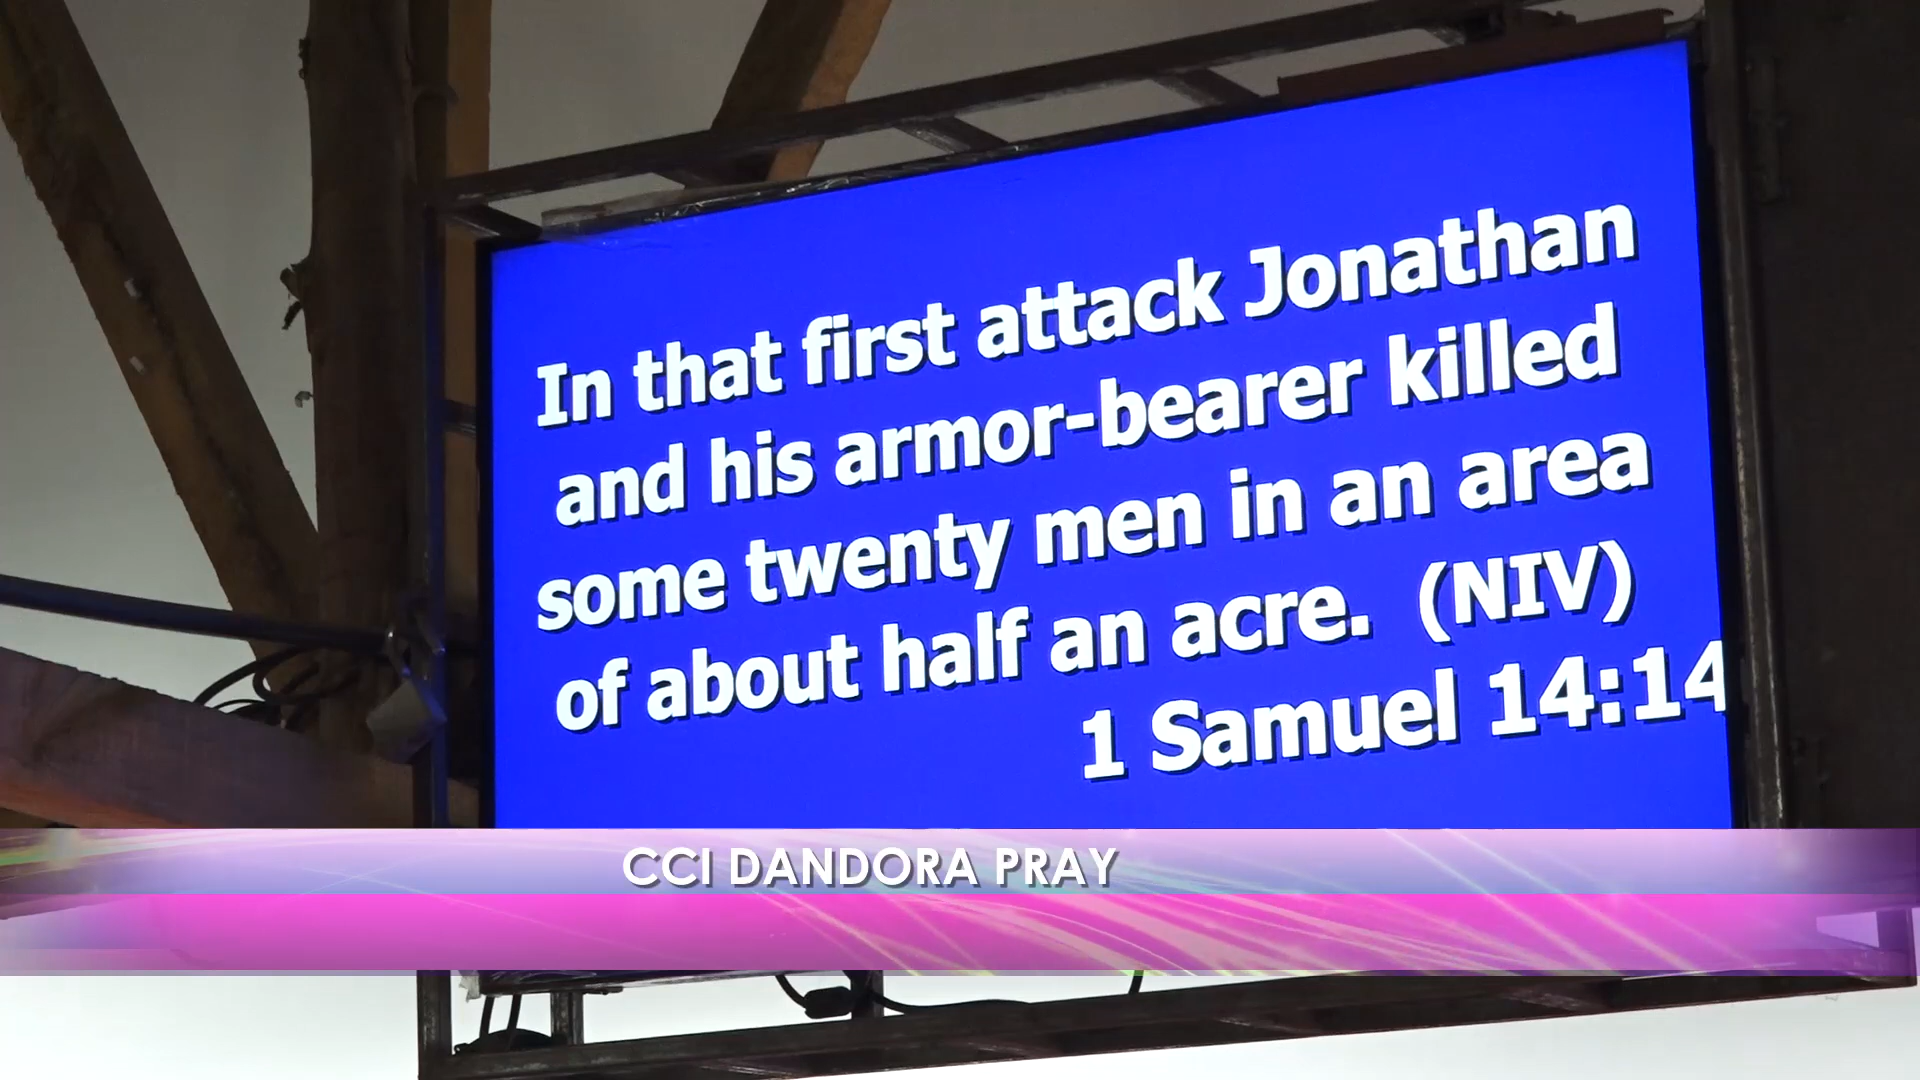 In that first attack Jonathan
and his armor-bearer killed
some twenty men in an area
of about half an acre. (NIV)
1 Samuel 14:14
CCI DANDORA PRAY